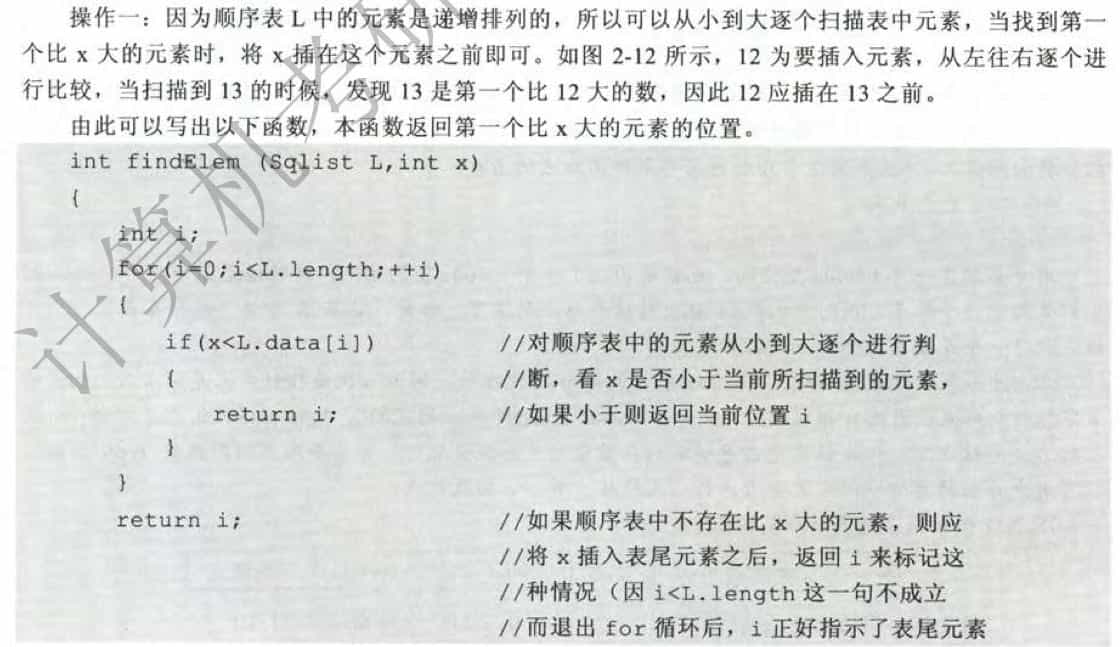 操作一：因为顺序表 L 中的元素是递增排列的，所以可以从小到大逐个扫描表中元素，当找到第一
个比 x 大的元素时，将 x 插在这个元素之前即可。如图 2-12 所示，12 为要插入元素，从左往右逐个进
行比较，当扫描到 13 的时候，发现 13 是第一个比 12 大的数，因此 12 应插在 13 之前。
由此可以写出以下函数，本函数返回第一个比 x 大的元素的位置。
int findElem (Sqlist L,int x)
{
int i;
for(i=0;i<L.length;++i)
{
if(x<L.data[i]) //对顺序表中的元素从小到大逐个进行判
{ //断，看 x 是否小于当前所扫描到的元素，
return i; //如果小于则返回当前位置 i
}
}
return i; //如果顺序表中不存在比 x 大的元素，则应
//将 x 插入表尾元素之后，返回 i 来标记这
//种情况（因 i<L.length 这一句不成立
//而退出 for 循环后，i 正好指示了表尾元素
计算机考研